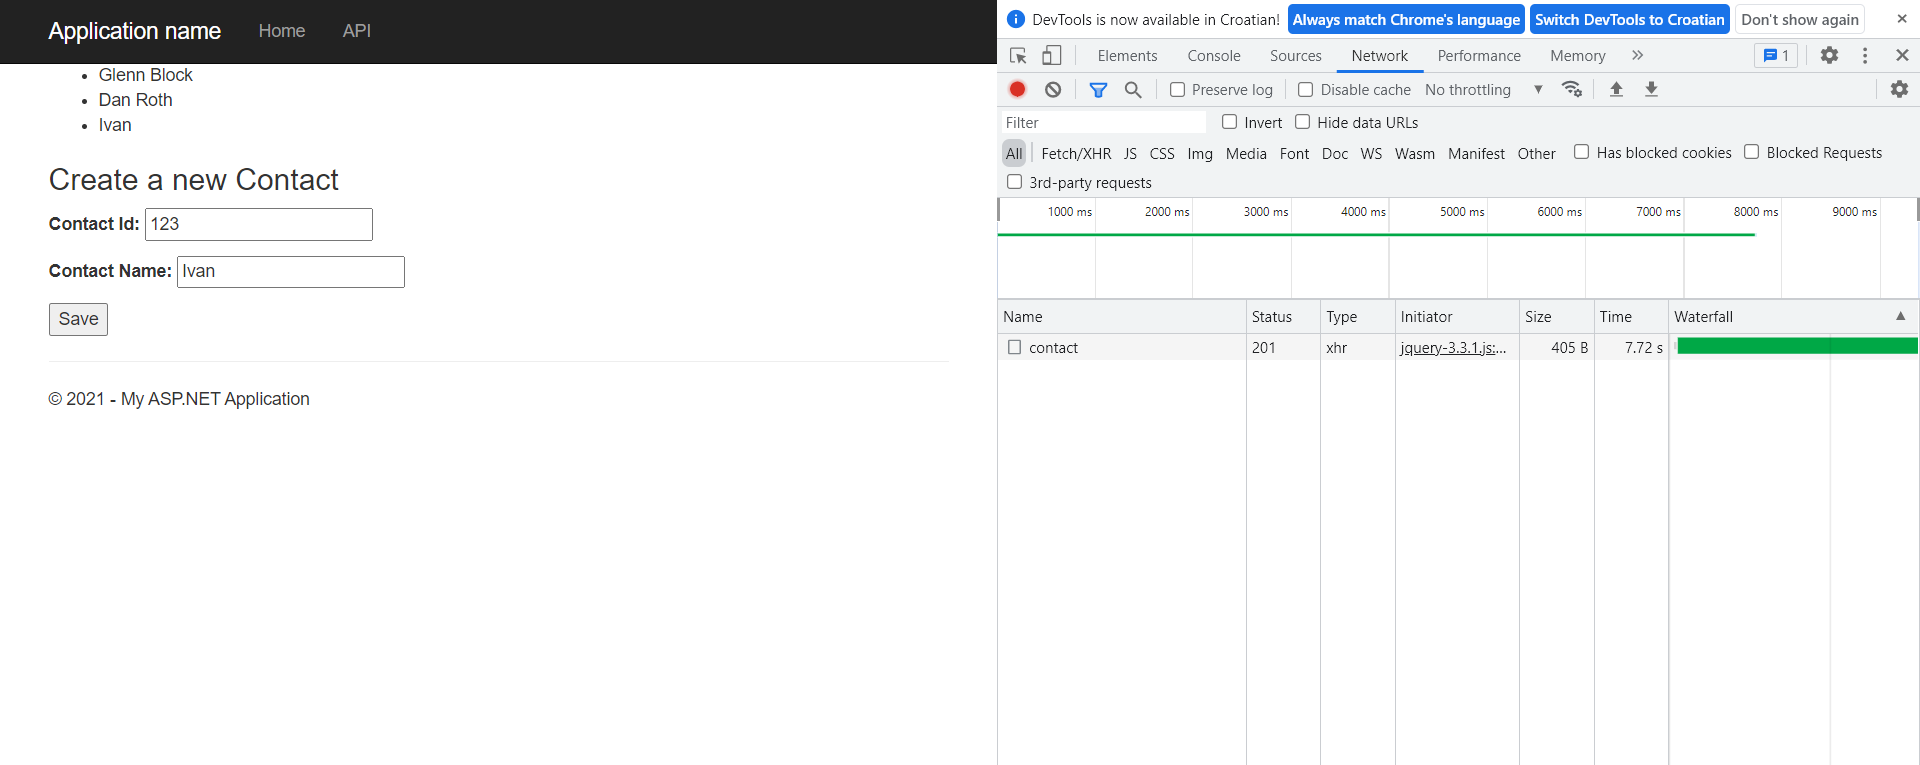 Application name Home API
Glenn Block
Dan Roth
Ivan
Create a new Contact
Contact Id: 123
Contact Name: Ivan
Save
© 2021 - My ASP.NET Application
DevTools is now available in Croatian! Always match Chrome's language Switch DevTools to Croatian Don't show again ×
Elements Console Sources Network Performance Memory » 1
Preserve log Disable cache No throttling
Filter Invert Hide data URLs
All Fetch/XHR JS CSS Img Media Font Doc WS Wasm Manifest Other Has blocked cookies Blocked Requests
3rd-party requests
1000 ms 2000 ms 3000 ms 4000 ms 5000 ms 6000 ms 7000 ms 8000 ms 9000 ms
Name Status Type Initiator Size Time Waterfall
contact 201 xhr jquery-3.3.1.js:... 405 B 7.72 s